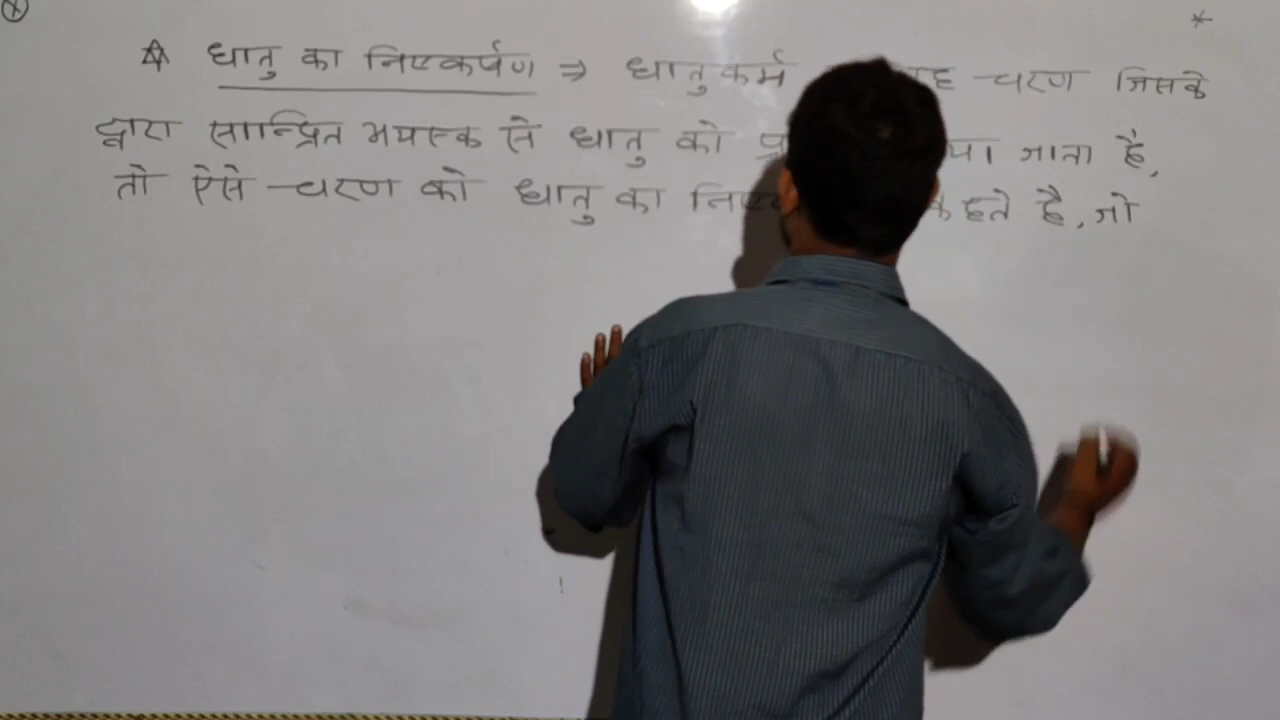 ☆ धातु का निष्कर्षण ⇒ धातुकर्म चरण जिसके
द्वारा सान्द्रित अयस्क से धातु को जाता है,
तो ऐसे चरण को धातु का कहते है, जो